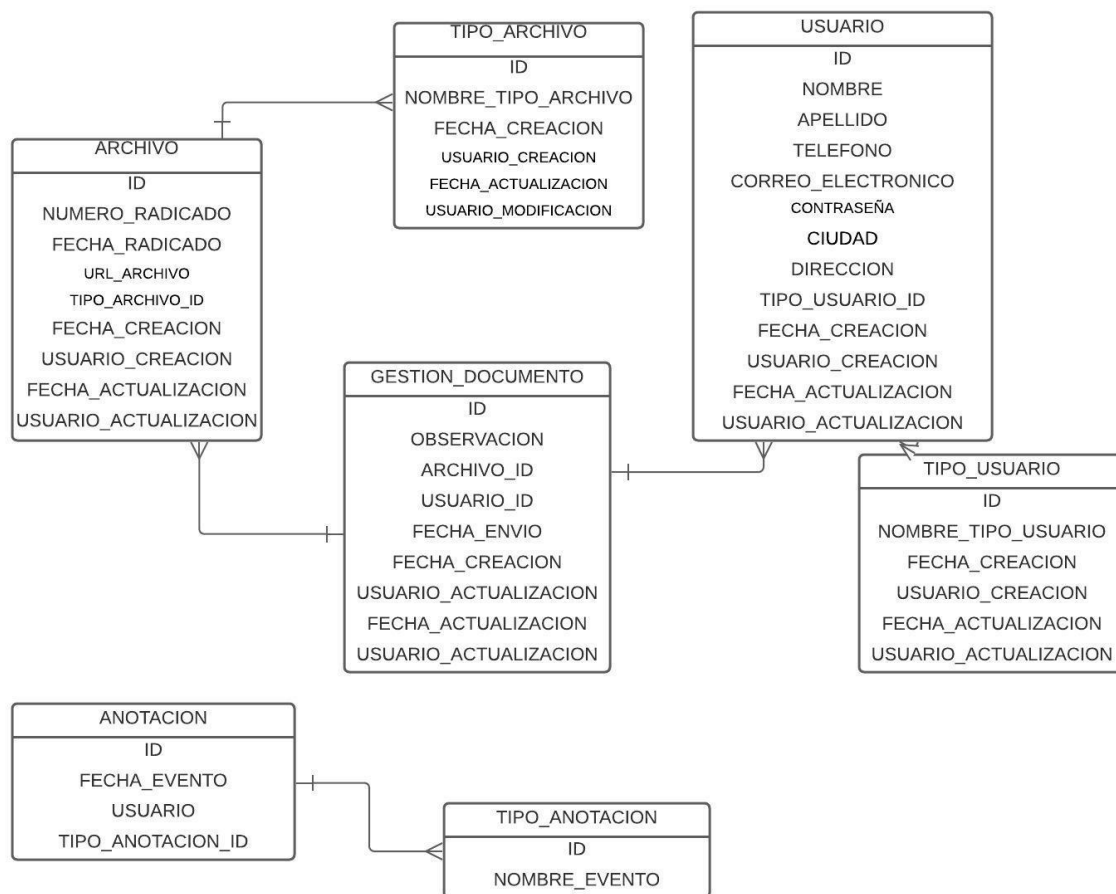 TIPO_ARCHIVO
ID
NOMBRE_TIPO_ARCHIVO
FECHA_CREACION
USUARIO_CREACION
FECHA_ACTUALIZACION
USUARIO_MODIFICACION
USUARIO
ID
NOMBRE
APELLIDO
TELEFONO
CORREO_ELECTRONICO
CONTRASEÑA
CIUDAD
DIRECCION
TIPO_USUARIO_ID
FECHA_CREACION
USUARIO_CREACION
FECHA_ACTUALIZACION
USUARIO_ACTUALIZACION
ARCHIVO
ID
NUMERO_RADICADO
FECHA_RADICADO
URL_ARCHIVO
TIPO_ARCHIVO_ID
FECHA_CREACION
USUARIO_CREACION
FECHA_ACTUALIZACION
USUARIO_ACTUALIZACION
GESTION_DOCUMENTO
ID
OBSERVACION
ARCHIVO_ID
USUARIO_ID
FECHA_ENVIO
FECHA_CREACION
USUARIO_ACTUALIZACION
FECHA_ACTUALIZACION
USUARIO_ACTUALIZACION
TIPO_USUARIO
ID
NOMBRE_TIPO_USUARIO
FECHA_CREACION
USUARIO_CREACION
FECHA_ACTUALIZACION
USUARIO_ACTUALIZACION
ANOTACION
ID
FECHA_EVENTO
USUARIO
TIPO_ANOTACION_ID
TIPO_ANOTACION
ID
NOMBRE_EVENTO